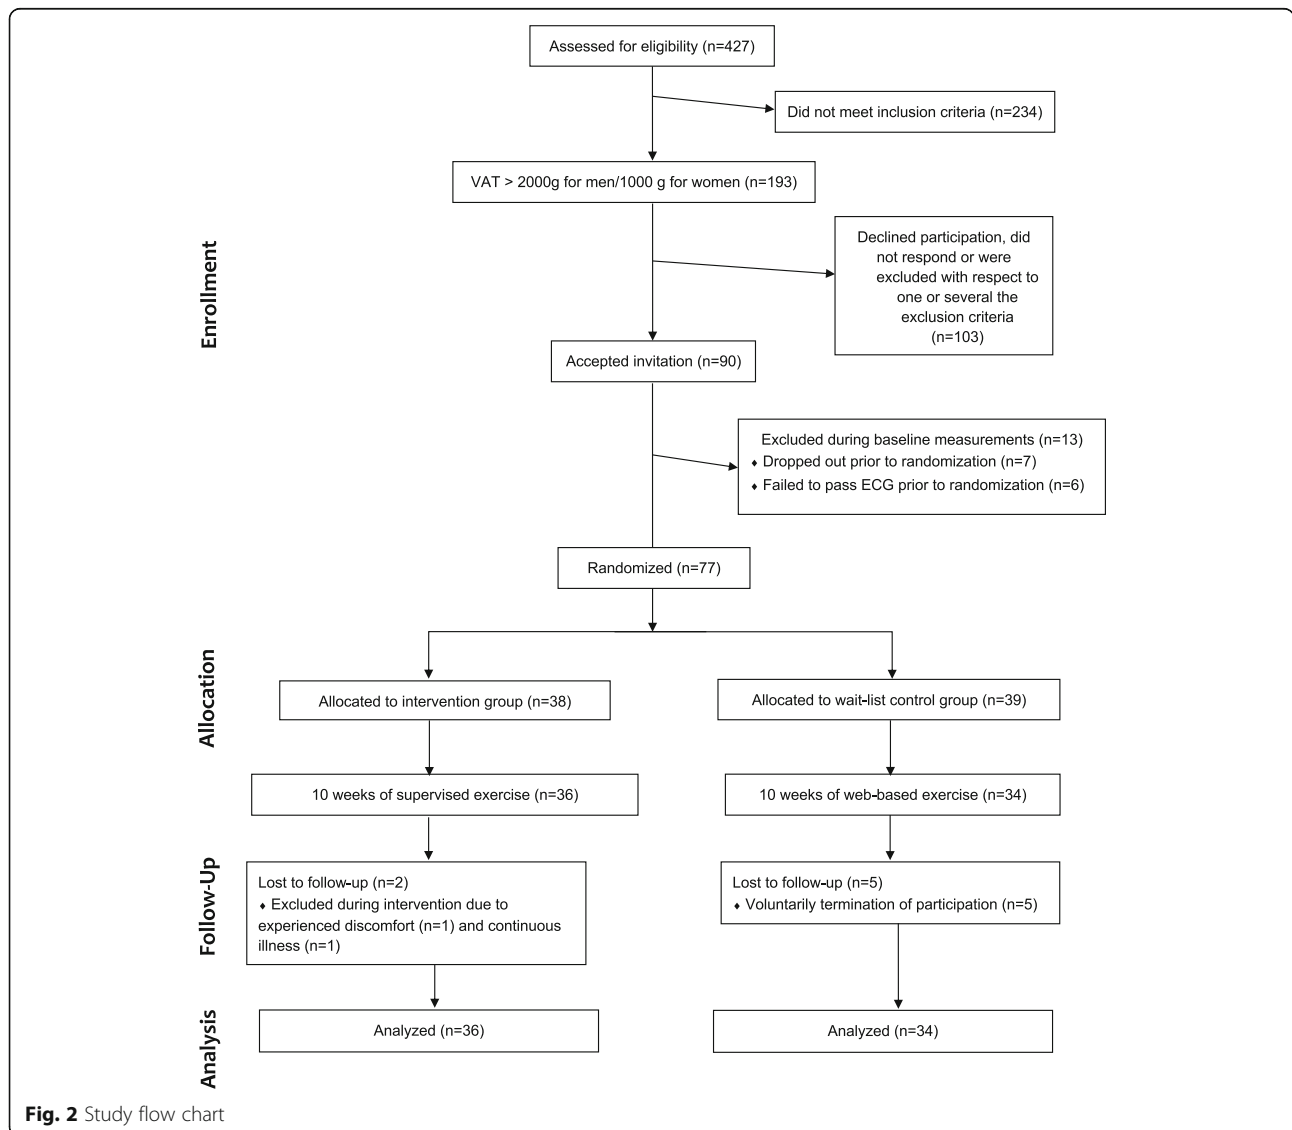 Assessed for eligibility (n=427)
Did not meet inclusion criteria (n=234)
VAT > 2000g for men/1000 g for women (n=193)
Enrollment
Declined participation, did
not respond or were
excluded with respect to
one or several the
exclusion criteria
(n=103)
Accepted invitation (n=90)
Excluded during baseline measurements (n=13)
♦ Dropped out prior to randomization (n=7)
♦ Failed to pass ECG prior to randomization (n=6)
Randomized (n=77)
Allocation
Allocated to intervention group (n=38)
Allocated to wait-list control group (n=39)
10 weeks of supervised exercise (n=36)
10 weeks of web-based exercise (n=34)
Follow-Up
Lost to follow-up (n=2)
♦ Excluded during intervention due to
experienced discomfort (n=1) and continuous
illness (n=1)
Lost to follow-up (n=5)
♦ Voluntarily termination of participation (n=5)
Analysis
Analyzed (n=36)
Analyzed (n=34)
Fig. 2 Study flow chart